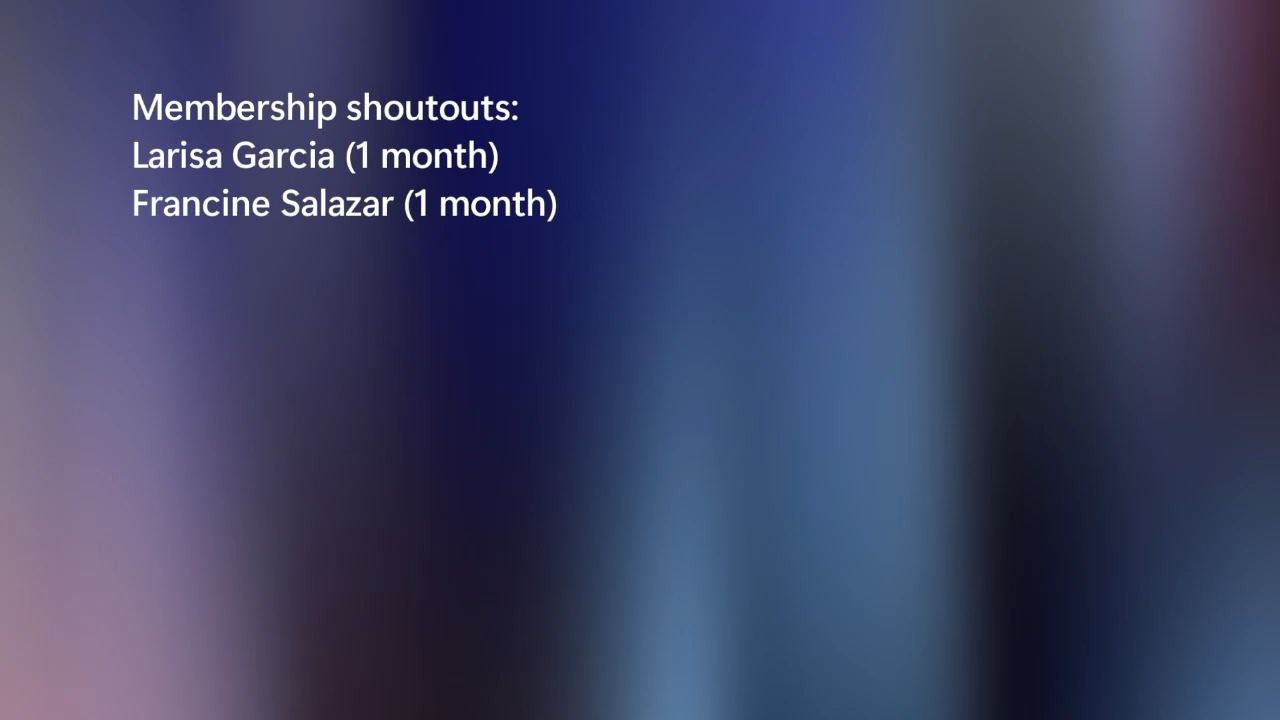 Membership shoutouts:
Larisa Garcia (1 month)
Francine Salazar (1 month)